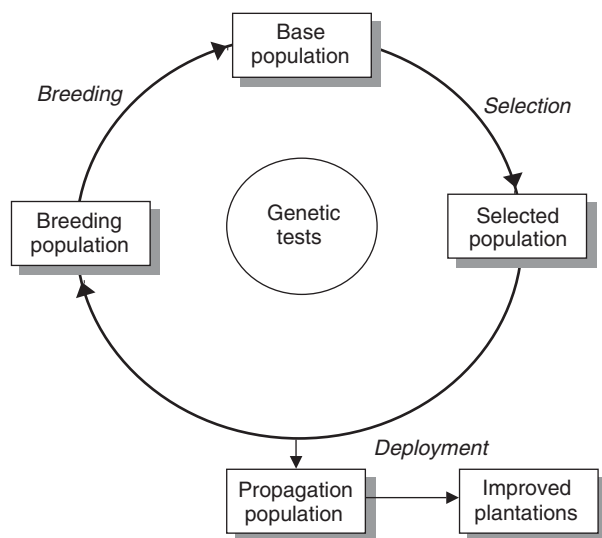 Base
population
Breeding
Selection
Breeding
population
Genetic
tests
Selected
population
Deployment
Propagation
population
Improved
plantations